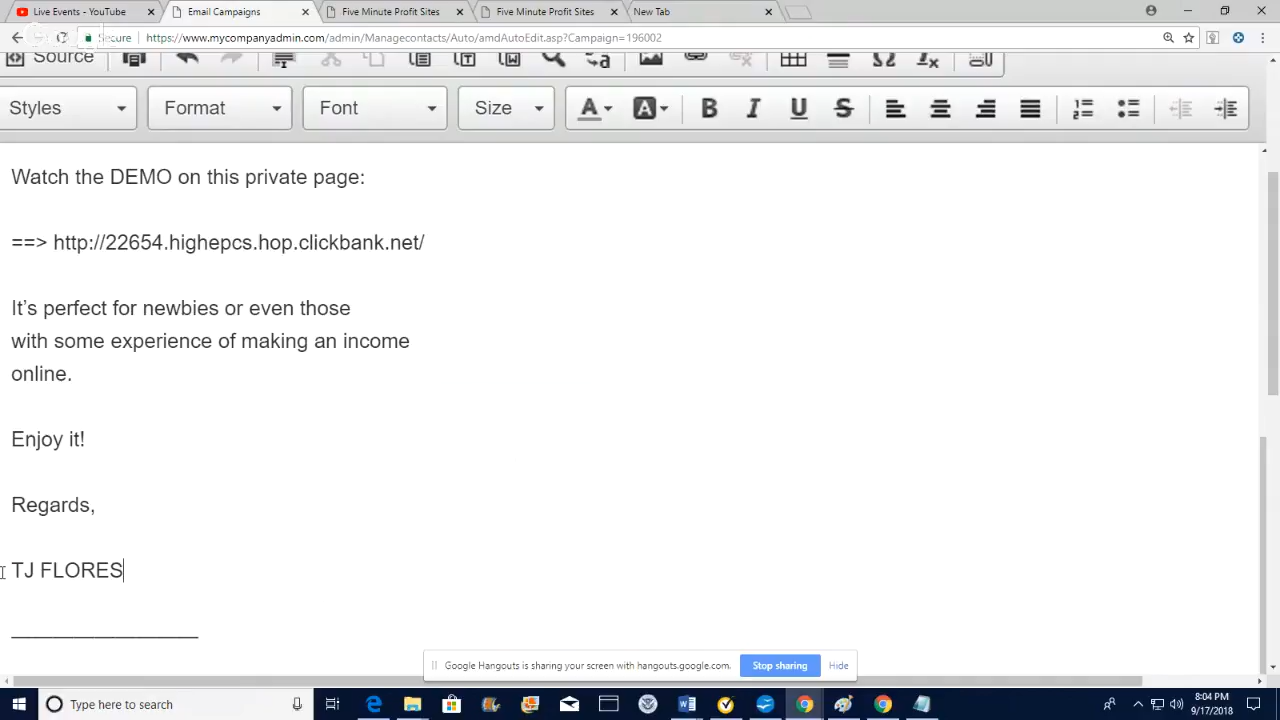 Live Events - YouTube
Email Campaigns
Five Minute Profit Sites
Five Minute Profit Sites
New Tab
Secure
https://www.mycompanyadmin.com/admin/Managecontacts/Auto/amdAutoEdit.asp?Campaign=196002
Source
Styles
Format
Font
Size
Watch the DEMO on this private page:
==> http://22654.highepcs.hop.clickbank.net/
It’s perfect for newbies or even those
with some experience of making an income
online.
Enjoy it!
Regards,
TJ FLORES
_________________
Google Hangouts is sharing your screen with hangouts.google.com.
Stop sharing
Hide
Type here to search
8:04 PM
9/17/2018